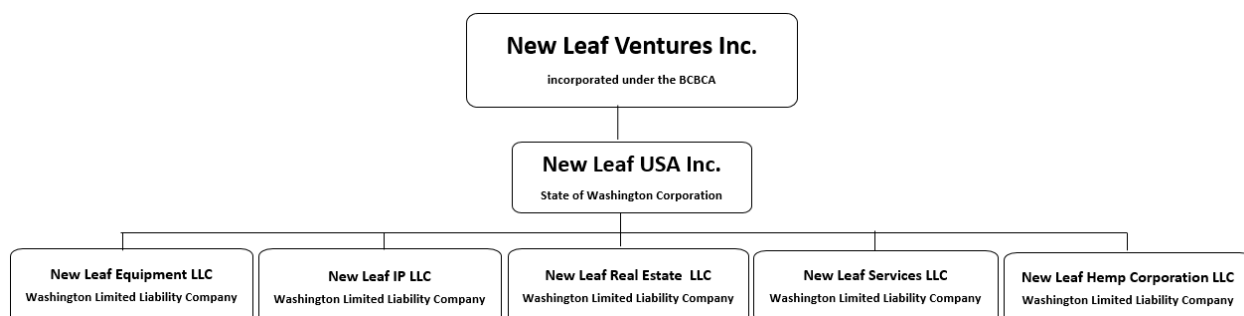 New Leaf Ventures Inc.
incorporated under the BCBCA
New Leaf USA Inc.
State of Washington Corporation
New Leaf Equipment LLC
Washington Limited Liability Company
New Leaf IP LLC
Washington Limited Liability Company
New Leaf Real Estate LLC
Washington Limited Liability Company
New Leaf Services LLC
Washington Limited Liability Company
New Leaf Hemp Corporation LLC
Washington Limited Liability Company